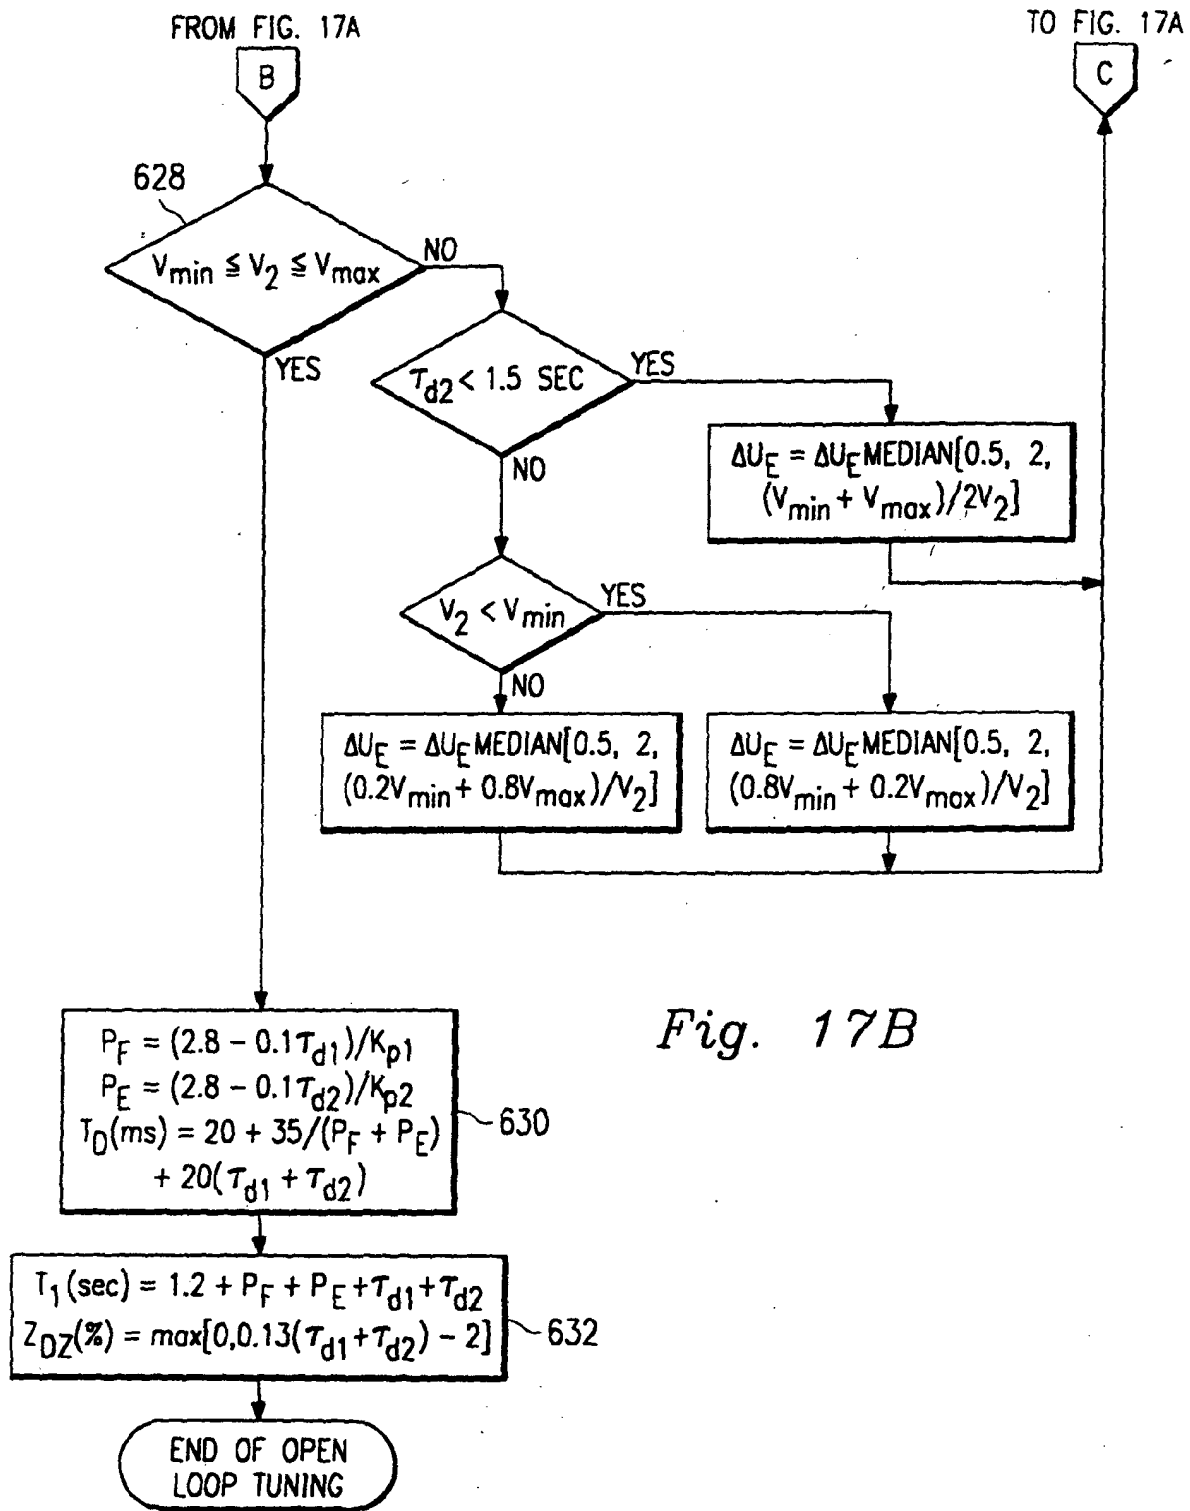 FROM FIG. 17A
TO FIG. 17A
B
C
628
V_min ≦ V_2 ≦ V_max
NO
YES
τ_d2 < 1.5 SEC
YES
NO
ΔU_E = ΔU_E MEDIAN[0.5, 2,
(V_min + V_max)/2V_2]
V_2 < V_min
YES
NO
ΔU_E = ΔU_E MEDIAN[0.5, 2,
(0.2V_min + 0.8V_max)/V_2]
ΔU_E = ΔU_E MEDIAN[0.5, 2,
(0.8V_min + 0.2V_max)/V_2]
P_F = (2.8 - 0.1τ_d1)/K_p1
P_E = (2.8 - 0.1τ_d2)/K_p2
T_D(ms) = 20 + 35/(P_F + P_E)
+ 20(τ_d1 + τ_d2)
630
T_1(sec) = 1.2 + P_F + P_E + τ_d1 + τ_d2
Z_DZ(%) = max[0,0.13(τ_d1 + τ_d2) - 2]
632
END OF OPEN
LOOP TUNING
Fig. 17B